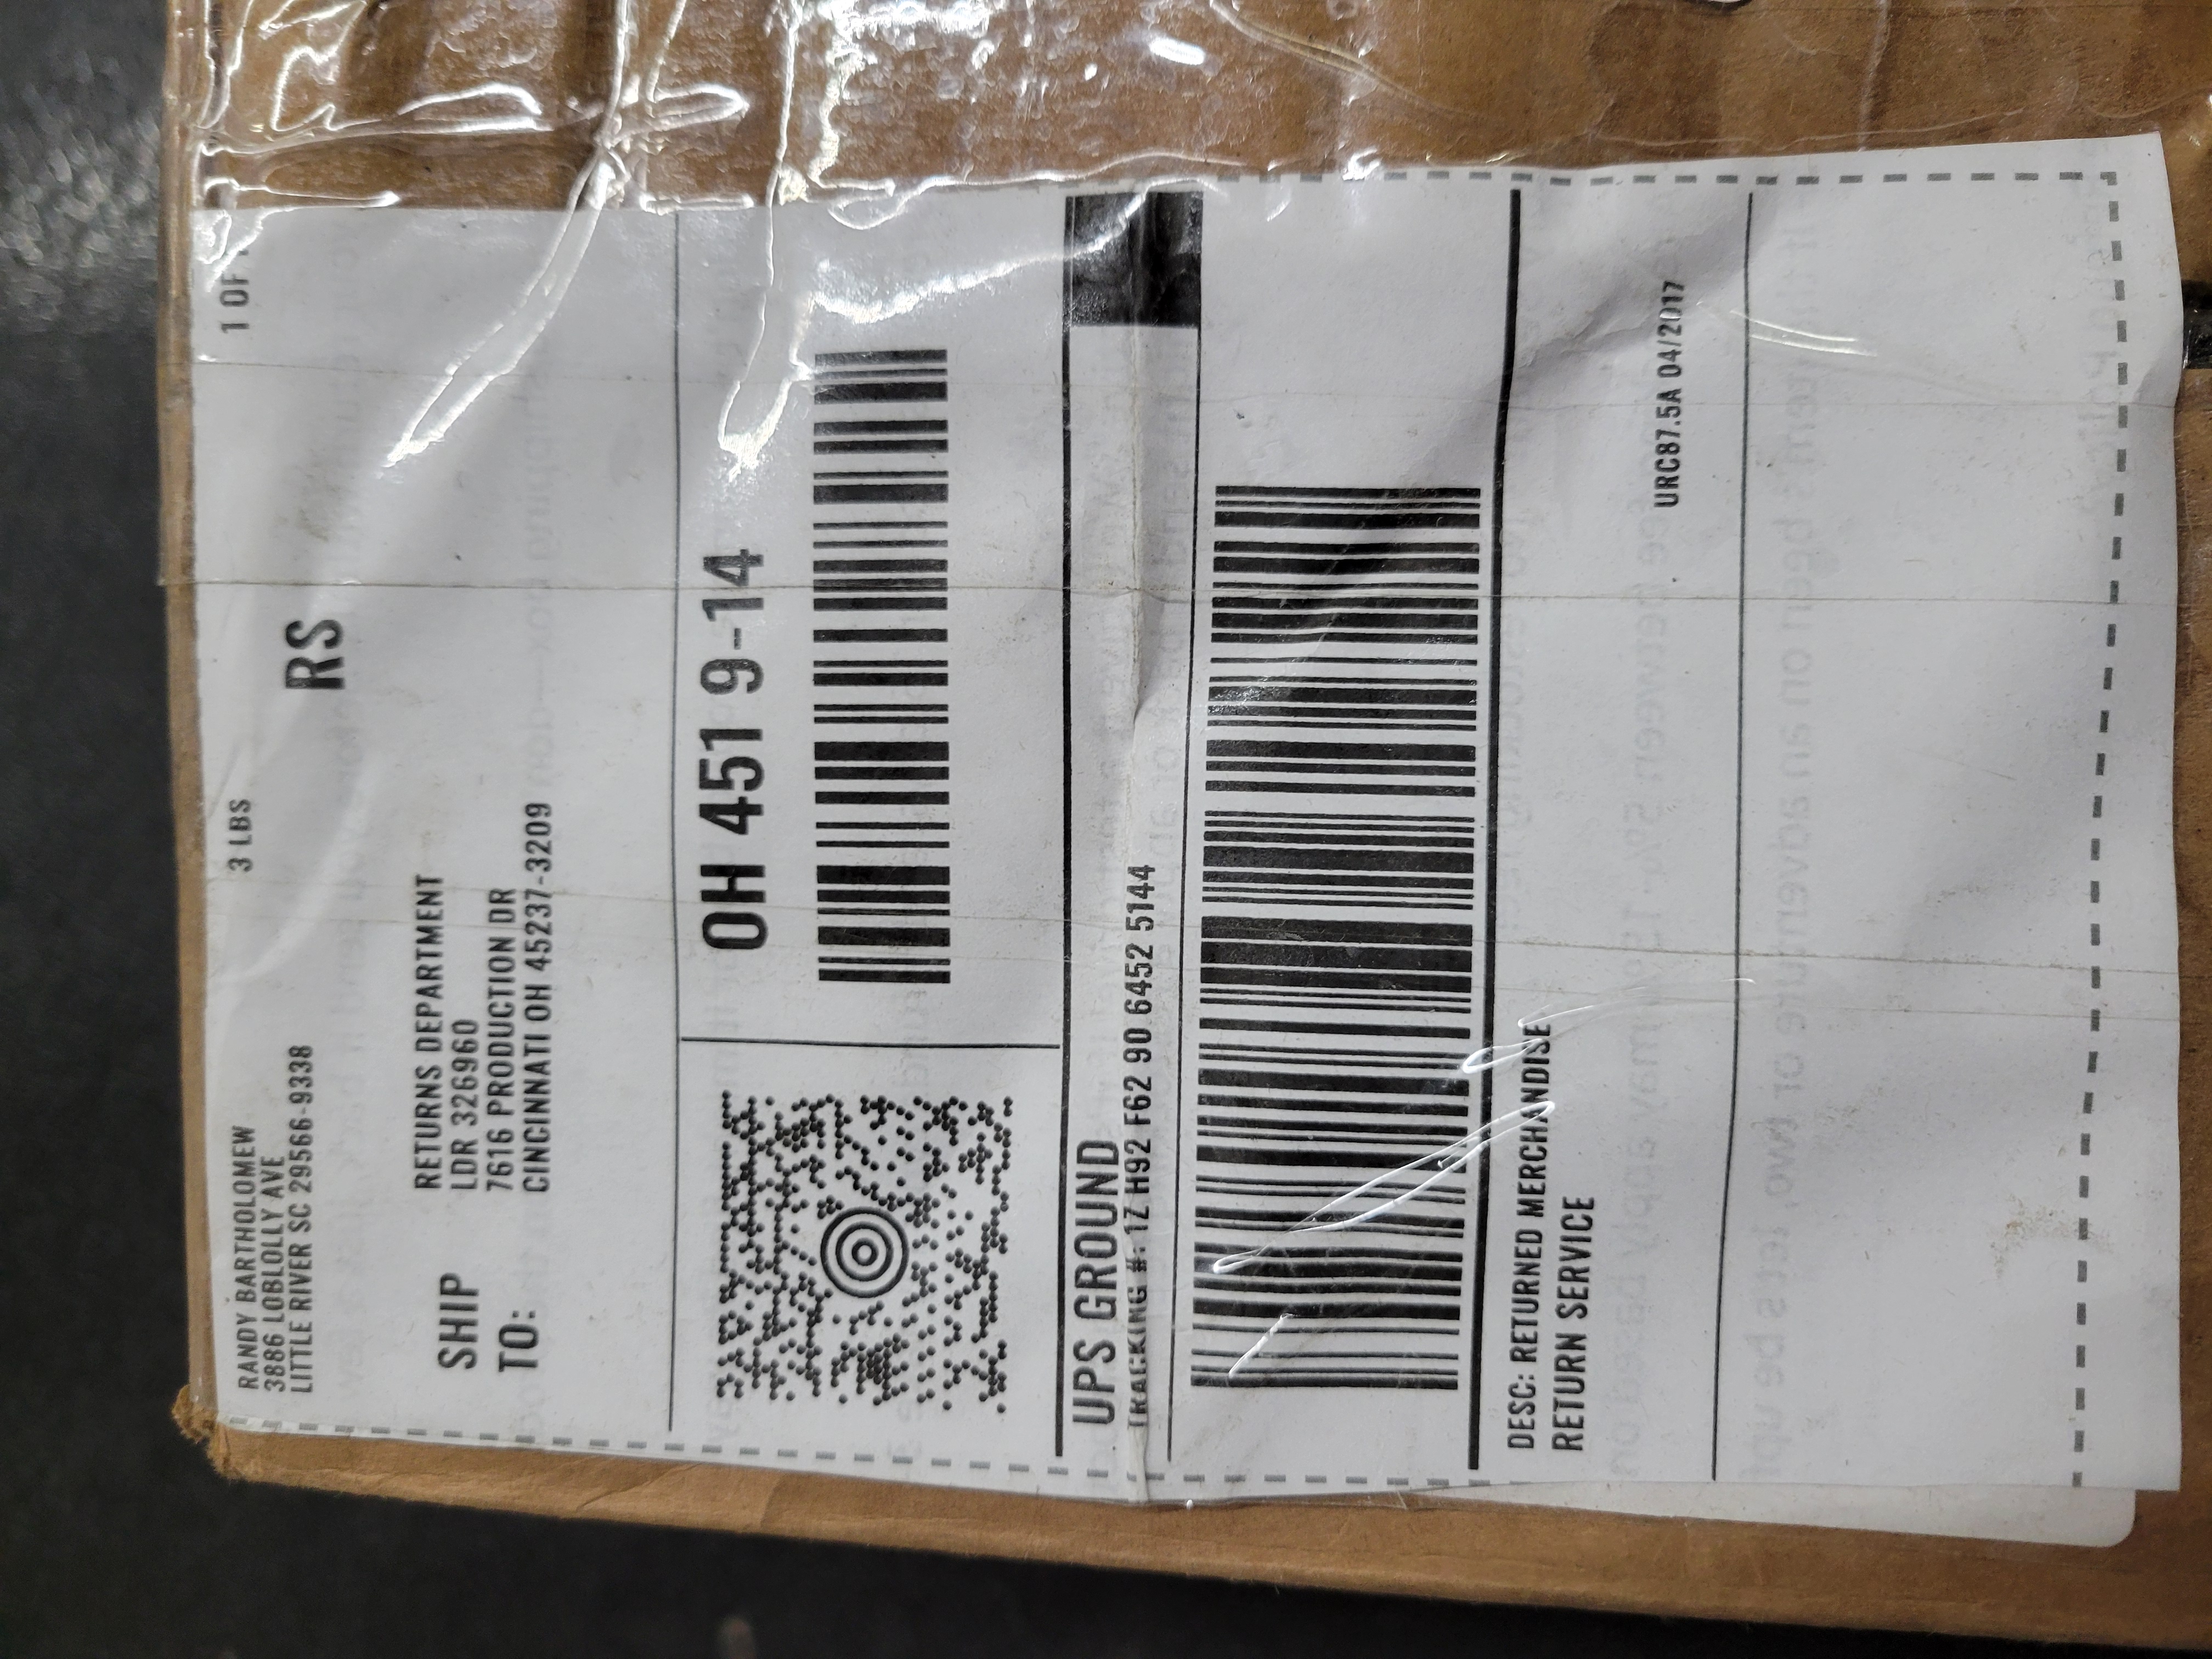 RANDY BARTHOLOMEW
3886 LOBLOLLY AVE
LITTLE RIVER SC 29566-9338
3 LBS
1 OF
RS
SHIP
TO:
RETURNS DEPARTMENT
LDR 326960
7616 PRODUCTION DR
CINCINNATI OH 45237-3209
OH 451 9-14
UPS GROUND
TRACKING #: 1Z H92 F62 90 6452 5144
DESC: RETURNED MERCHANDISE
RETURN SERVICE
URC87.5A 04/2017